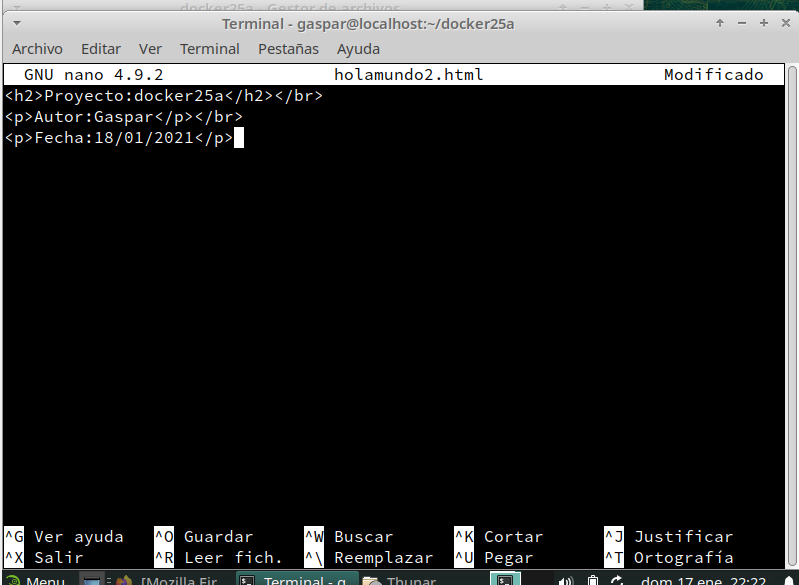 docker25a - Gestor de archivos
Terminal - gaspar@localhost:~/docker25a
Archivo Editar Ver Terminal Pestañas Ayuda
GNU nano 4.9.2 holamundo2.html Modificado
<h2>Proyecto:docker25a</h2></br>
<p>Autor:Gaspar</p></br>
<p>Fecha:18/01/2021</p>
^G Ver ayuda ^O Guardar ^W Buscar ^K Cortar ^J Justificar
^X Salir ^R Leer fich. ^\ Reemplazar ^U Pegar ^T Ortografía
Menu [Mozilla Fir Terminal - g Thunar dom 17 ene, 22:22